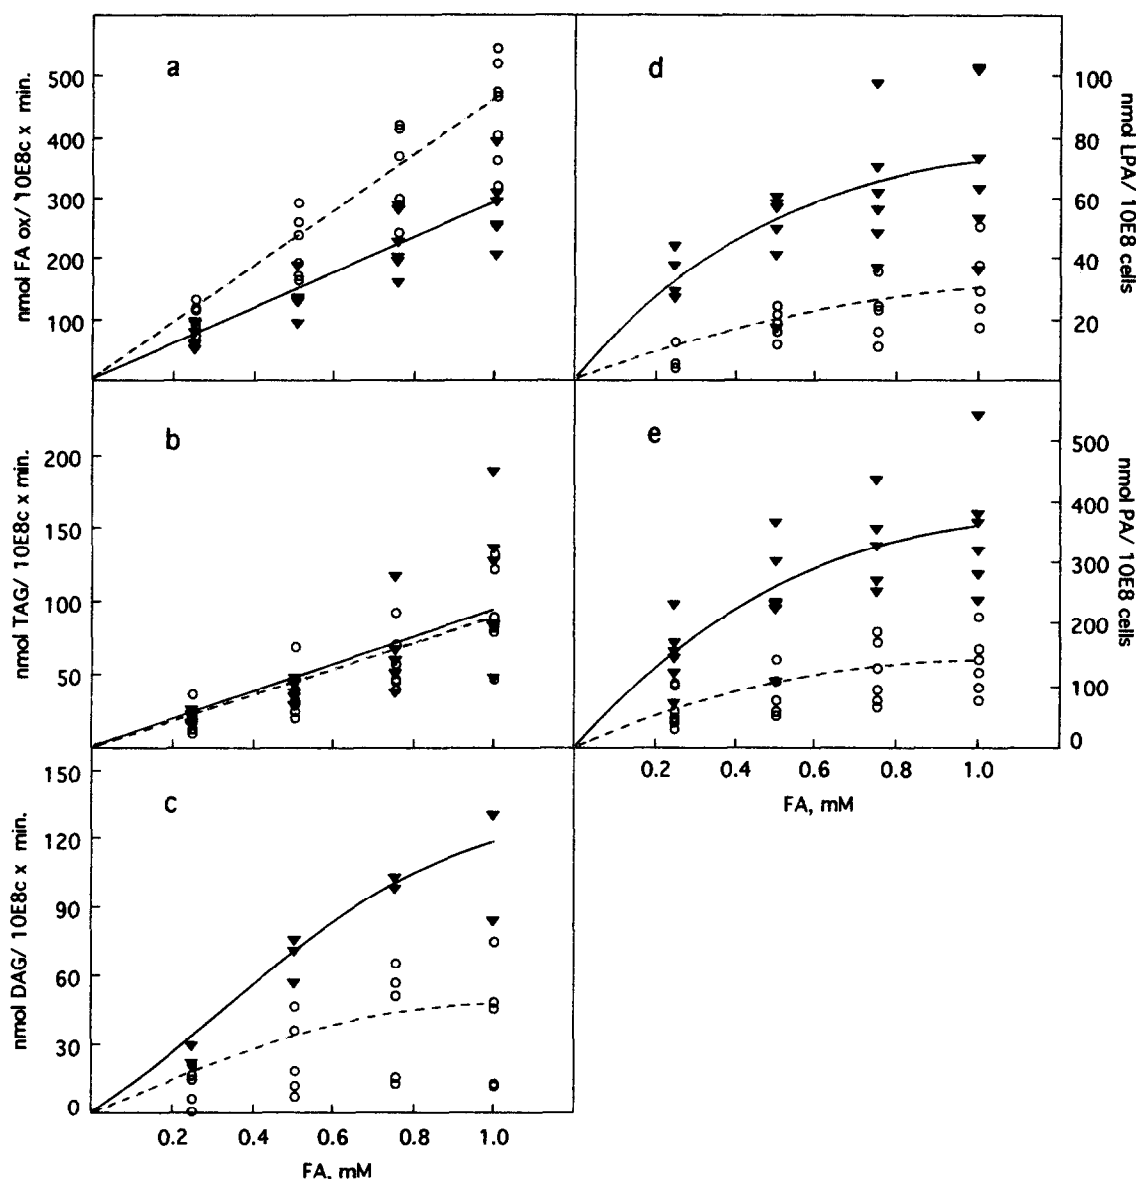 a
500
400
300
200
100
nmol FA ox/ 10E8c x min.
d
100
80
60
40
20
nmol LPA/ 10E8 cells
b
200
150
100
50
nmol TAG/ 10E8c x min.
e
500
400
300
200
100
0
nmol PA/ 10E8 cells
0.2 0.4 0.6 0.8 1.0
FA, mM
c
150
120
90
60
30
0
nmol DAG/ 10E8c x min.
0.2 0.4 0.6 0.8 1.0
FA, mM